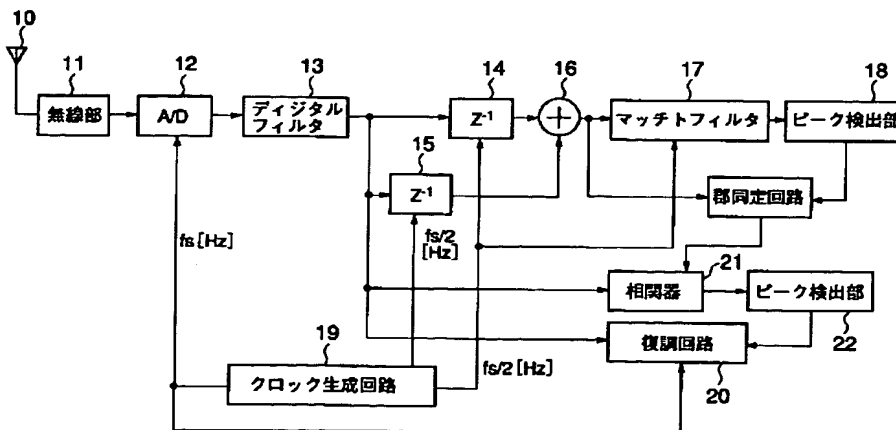 10
11
12
13
14
16
17
18
無線部
A/D
ディジタル
フィルタ
Z-1
マッチトフィルタ
ピーク検出部
15
Z-1
群同定回路
fs[Hz]
fs/2
[Hz]
21
相関器
ピーク検出部
22
19
復調回路
20
クロック生成回路
fs/2[Hz]